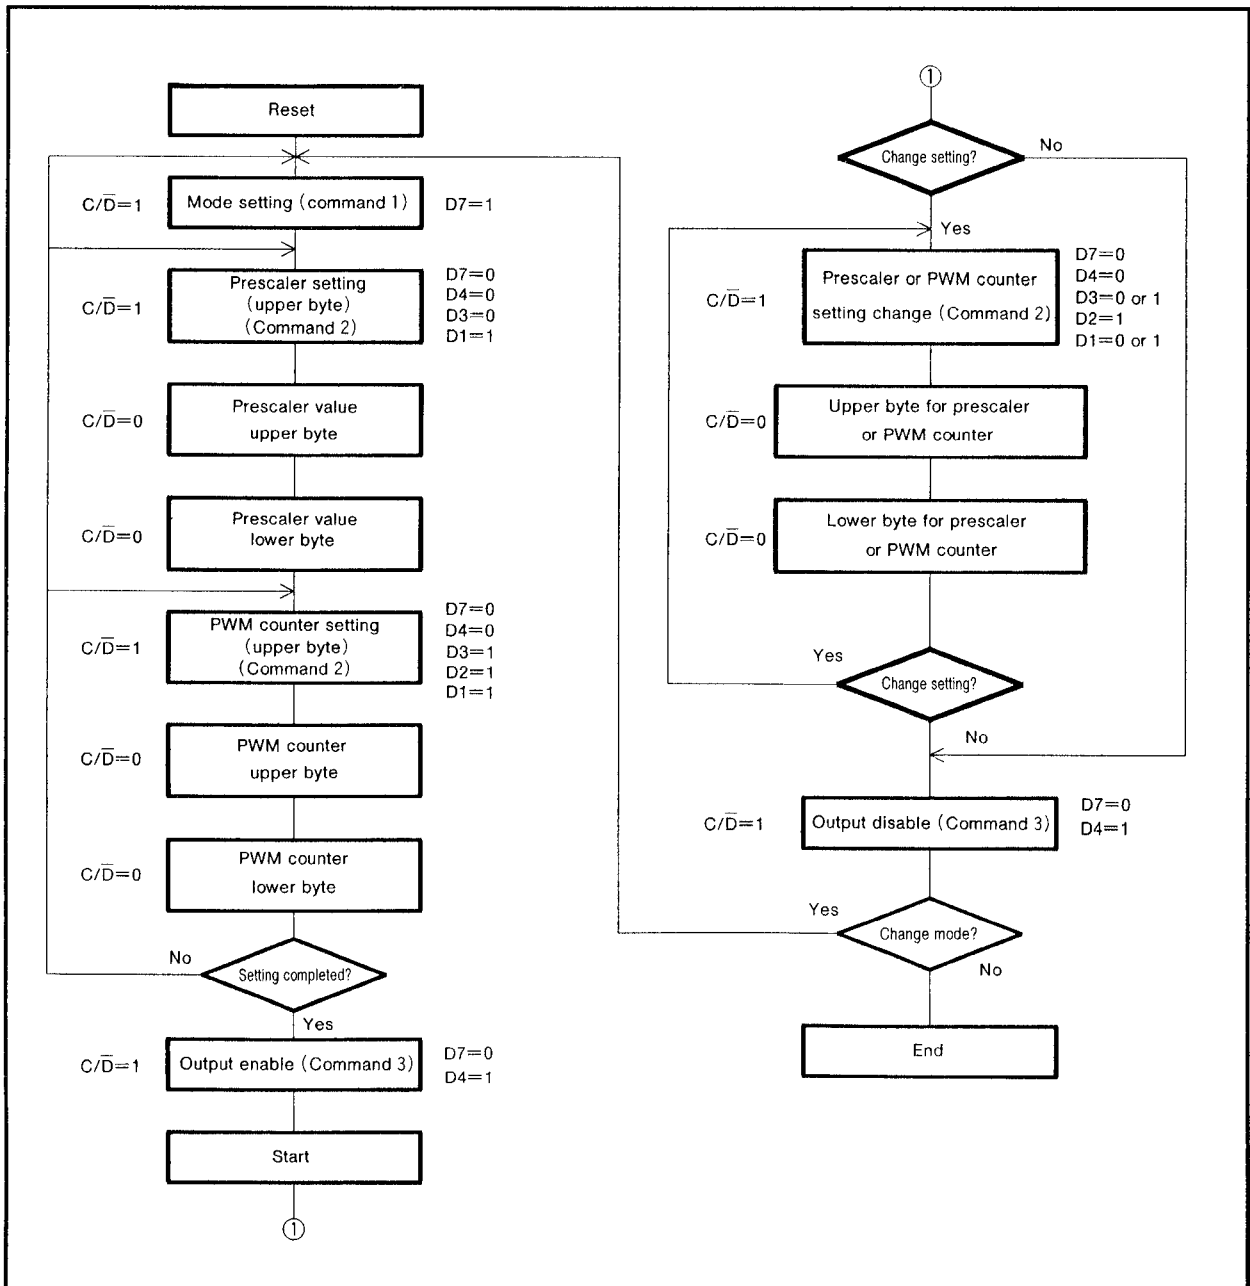 Reset
C/D̅=1
Mode setting (command 1)
D7=1
C/D̅=1
Prescaler setting
(upper byte)
(Command 2)
D7=0
D4=0
D3=0
D1=1
C/D̅=0
Prescaler value
upper byte
C/D̅=0
Prescaler value
lower byte
C/D̅=1
PWM counter setting
(upper byte)
(Command 2)
D7=0
D4=0
D3=1
D2=1
D1=1
C/D̅=0
PWM counter
upper byte
C/D̅=0
PWM counter
lower byte
No
Setting completed?
Yes
C/D̅=1
Output enable (Command 3)
D7=0
D4=1
Start
①
①
Change setting?
No
Yes
C/D̅=1
Prescaler or PWM counter
setting change (Command 2)
D7=0
D4=0
D3=0 or 1
D2=1
D1=0 or 1
C/D̅=0
Upper byte for prescaler
or PWM counter
C/D̅=0
Lower byte for prescaler
or PWM counter
Yes
Change setting?
No
C/D̅=1
Output disable (Command 3)
D7=0
D4=1
Yes
Change mode?
No
End